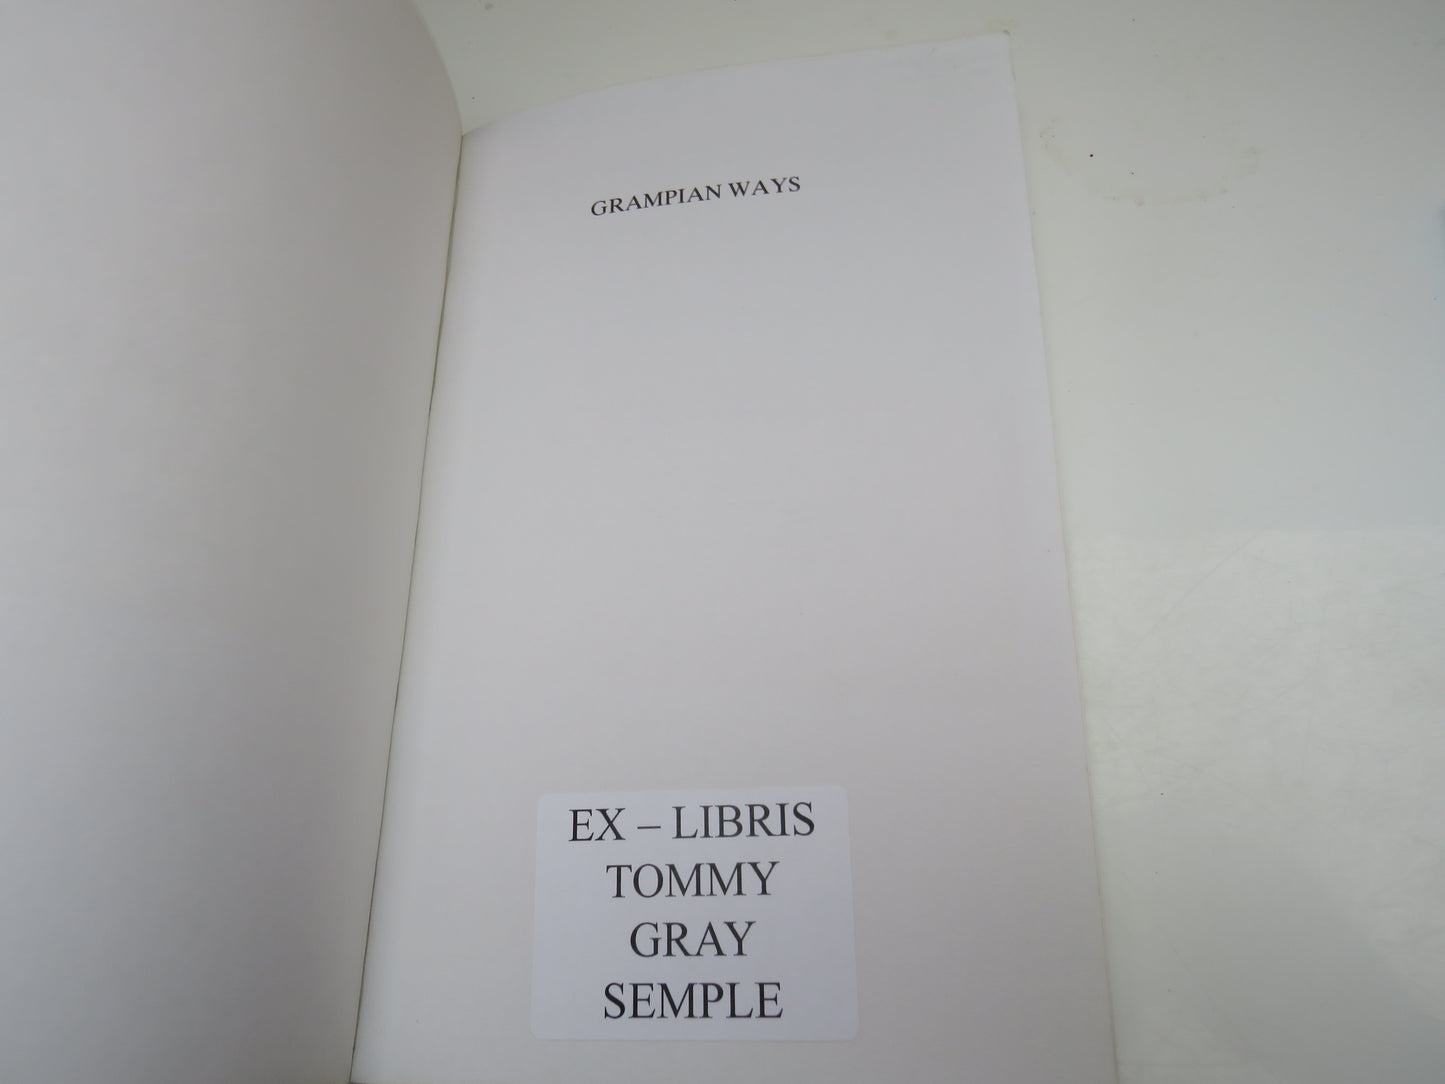 GRAMPIAN WAYS
EX – LIBRIS
TOMMY
GRAY
SEMPLE